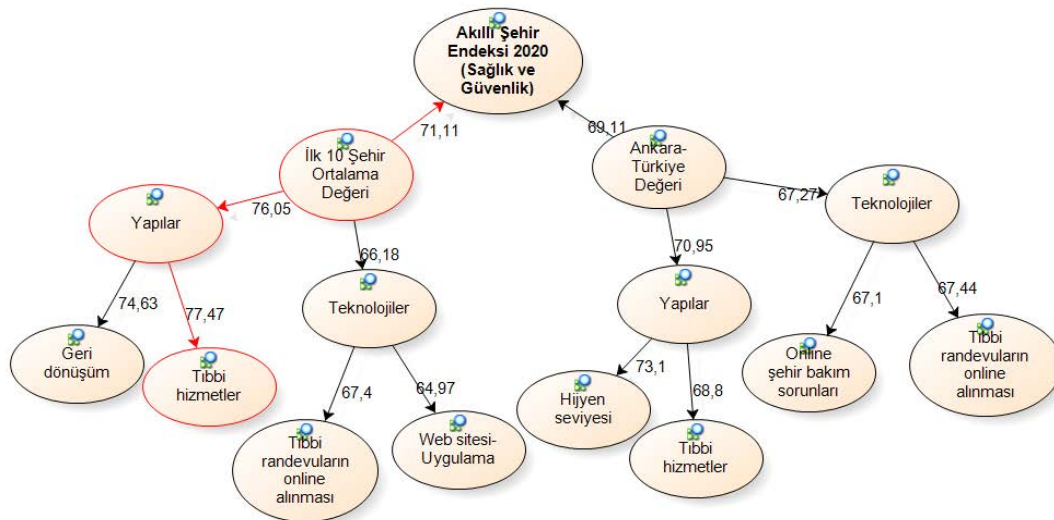 Akıllı Şehir
Endeksi 2020
(Sağlık ve
Güvenlik)
71,11
69,11
İlk 10 Şehir
Ortalama
Değeri
Ankara-
Türkiye
Değeri
76,05
67,27
Yapılar
Teknolojiler
66,18
70,95
Teknolojiler
Yapılar
74,63
77,47
67,1
67,44
Geri
dönüşüm
Tıbbi
hizmetler
67,4
64,97
73,1
68,8
Online
şehir bakım
sorunları
Tıbbi
randevuların
online
alınması
Hijyen
seviyesi
Tıbbi
randevuların
online
alınması
Web sitesi-
Uygulama
Tıbbi
hizmetler